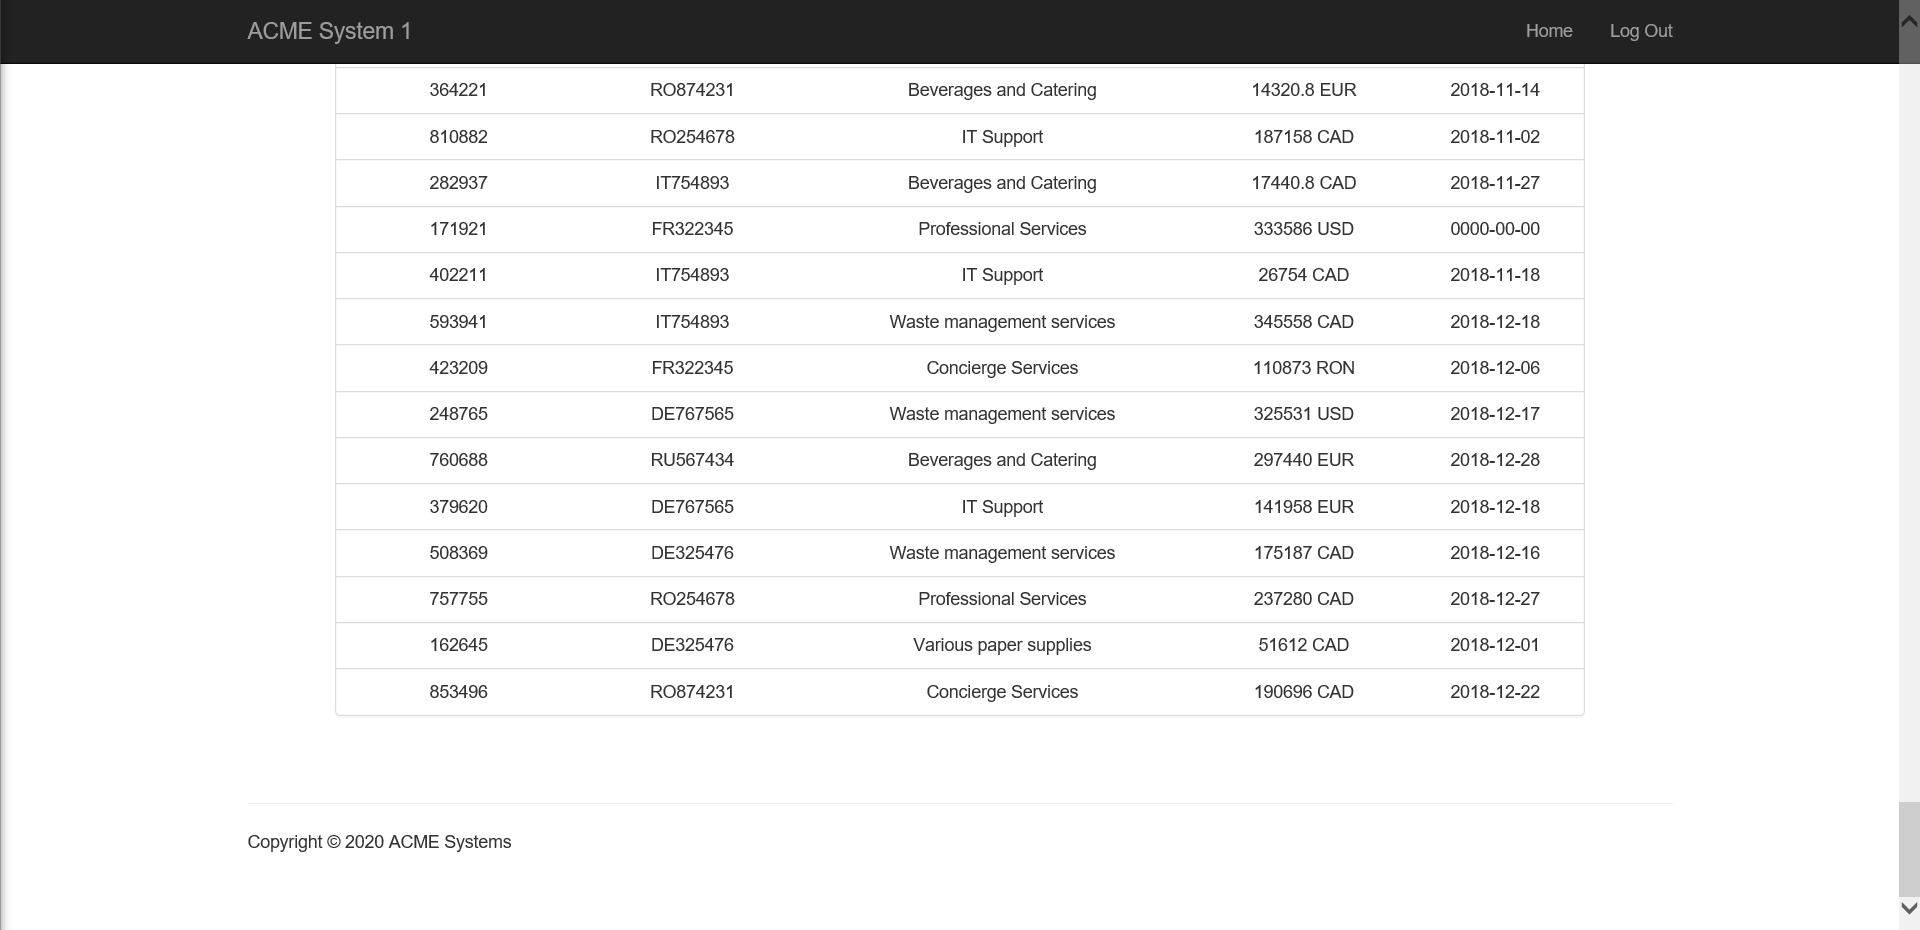 ACME System 1 Home Log Out
364221 RO874231 Beverages and Catering 14320.8 EUR 2018-11-14
810882 RO254678 IT Support 187158 CAD 2018-11-02
282937 IT754893 Beverages and Catering 17440.8 CAD 2018-11-27
171921 FR322345 Professional Services 333586 USD 0000-00-00
402211 IT754893 IT Support 26754 CAD 2018-11-18
593941 IT754893 Waste management services 345558 CAD 2018-12-18
423209 FR322345 Concierge Services 110873 RON 2018-12-06
248765 DE767565 Waste management services 325531 USD 2018-12-17
760688 RU567434 Beverages and Catering 297440 EUR 2018-12-28
379620 DE767565 IT Support 141958 EUR 2018-12-18
508369 DE325476 Waste management services 175187 CAD 2018-12-16
757755 RO254678 Professional Services 237280 CAD 2018-12-27
162645 DE325476 Various paper supplies 51612 CAD 2018-12-01
853496 RO874231 Concierge Services 190696 CAD 2018-12-22
Copyright © 2020 ACME Systems